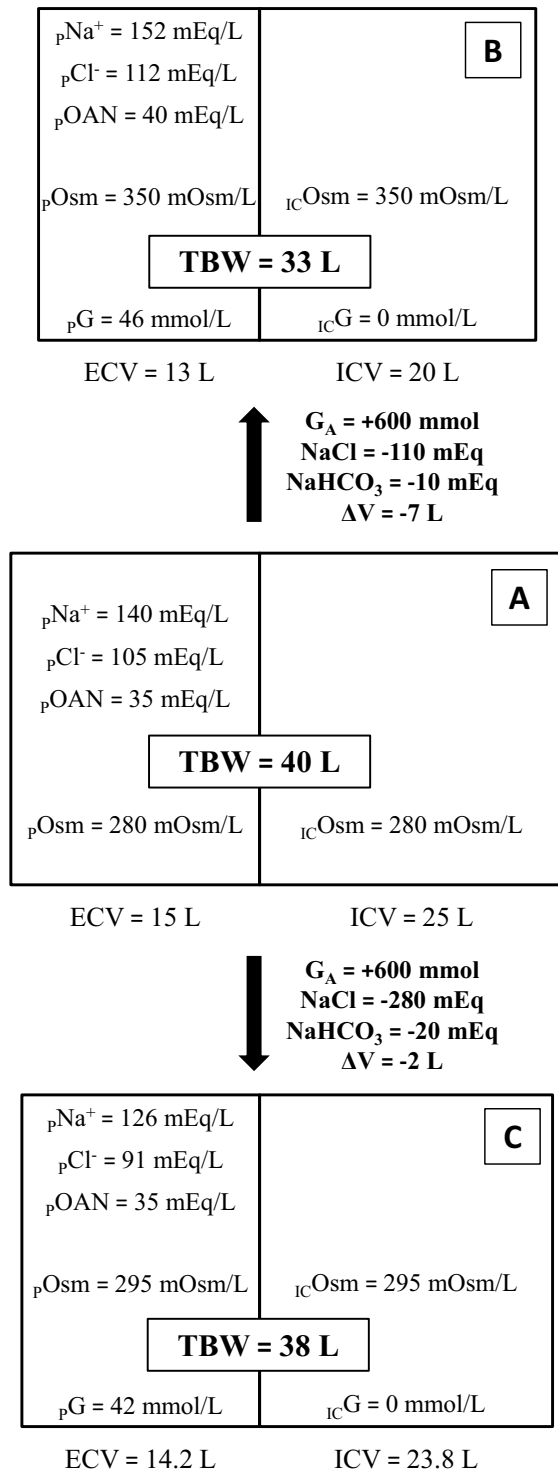 PNa⁺ = 152 mEq/L
B
PCl⁻ = 112 mEq/L
POAN = 40 mEq/L
POsm = 350 mOsm/L
ICOsm = 350 mOsm/L
TBW = 33 L
PG = 46 mmol/L
ICG = 0 mmol/L
ECV = 13 L
ICV = 20 L
GA = +600 mmol
NaCl = -110 mEq
NaHCO₃ = -10 mEq
ΔV = -7 L
A
PNa⁺ = 140 mEq/L
PCl⁻ = 105 mEq/L
POAN = 35 mEq/L
TBW = 40 L
POsm = 280 mOsm/L
ICOsm = 280 mOsm/L
ECV = 15 L
ICV = 25 L
GA = +600 mmol
NaCl = -280 mEq
NaHCO₃ = -20 mEq
ΔV = -2 L
PNa⁺ = 126 mEq/L
C
PCl⁻ = 91 mEq/L
POAN = 35 mEq/L
POsm = 295 mOsm/L
ICOsm = 295 mOsm/L
TBW = 38 L
PG = 42 mmol/L
ICG = 0 mmol/L
ECV = 14.2 L
ICV = 23.8 L